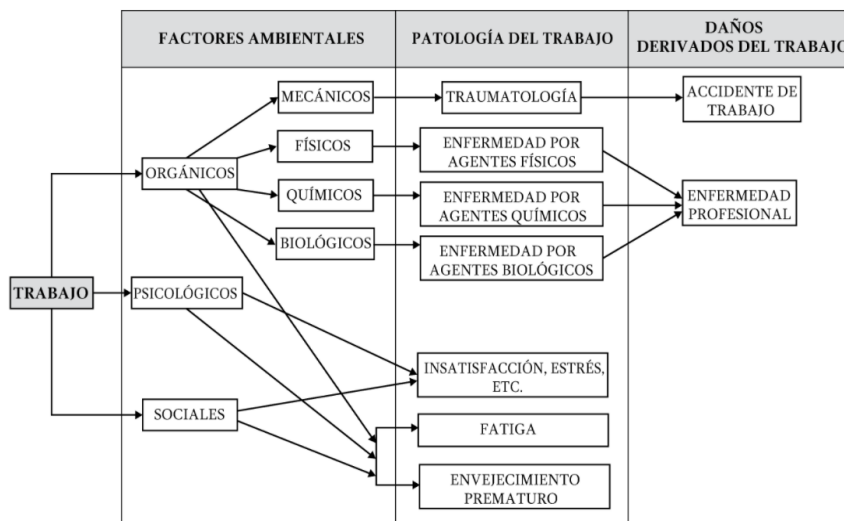 FACTORES AMBIENTALES
PATOLOGÍA DEL TRABAJO
DAÑOS
DERIVADOS DEL TRABAJO
MECÁNICOS
TRAUMATOLOGÍA
ACCIDENTE DE
TRABAJO
FÍSICOS
ENFERMEDAD POR
AGENTES FÍSICOS
ORGÁNICOS
QUÍMICOS
ENFERMEDAD POR
AGENTES QUÍMICOS
ENFERMEDAD
PROFESIONAL
BIOLÓGICOS
ENFERMEDAD POR
AGENTES BIOLÓGICOS
TRABAJO
PSICOLÓGICOS
INSATISFACCIÓN, ESTRÉS,
ETC.
SOCIALES
FATIGA
ENVEJECIMIENTO
PREMATURO